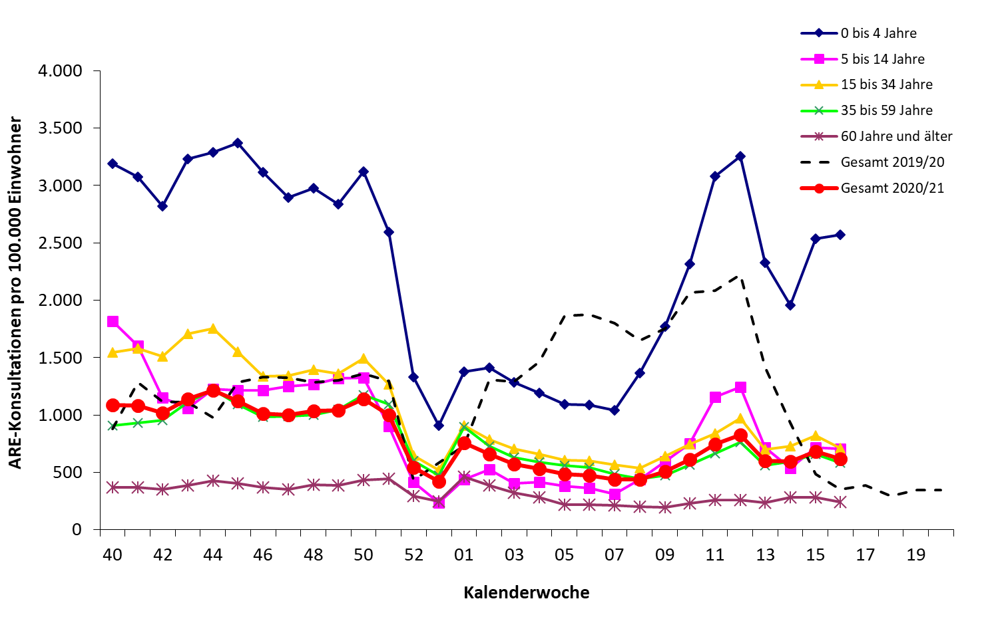 0 bis 4 Jahre
5 bis 14 Jahre
15 bis 34 Jahre
35 bis 59 Jahre
60 Jahre und älter
Gesamt 2019/20
Gesamt 2020/21
ARE-Konsultationen pro 100.000 Einwohner
4.000
3.500
3.000
2.500
2.000
1.500
1.000
500
0
40 42 44 46 48 50 52 01 03 05 07 09 11 13 15 17 19
Kalenderwoche